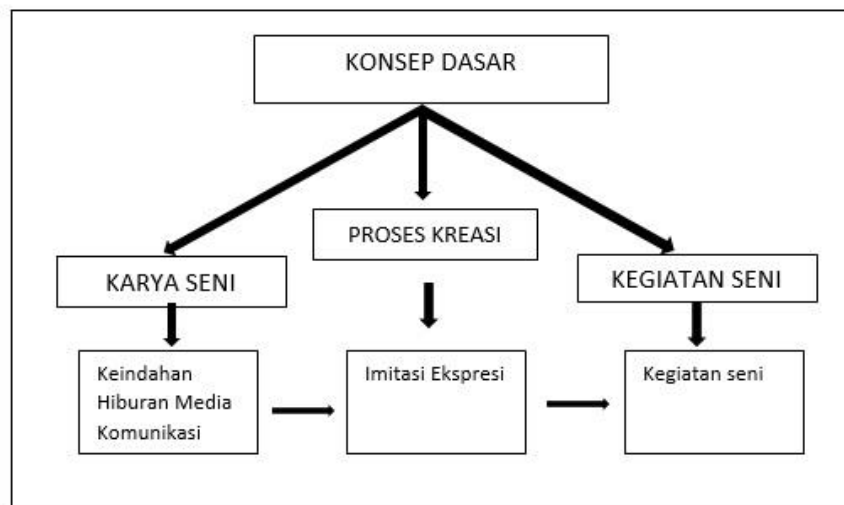 KONSEP DASAR
PROSES KREASI
KARYA SENI
KEGIATAN SENI
Keindahan
Hiburan Media
Komunikasi
Imitasi Ekspresi
Kegiatan seni